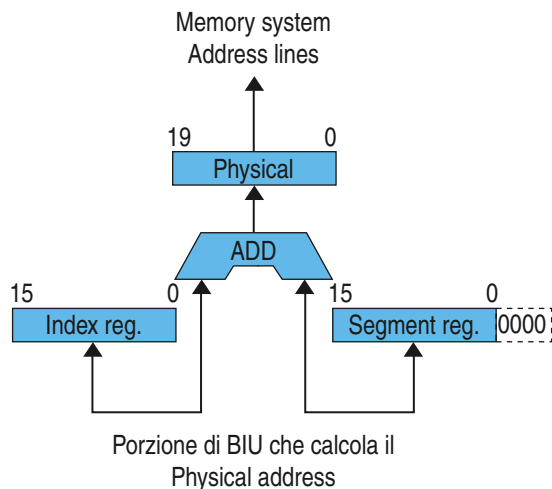 Memory system
Address lines
19 0
Physical
ADD
15 0 15 0
Index reg. Segment reg. 0000
Porzione di BIU che calcola il
Physical address